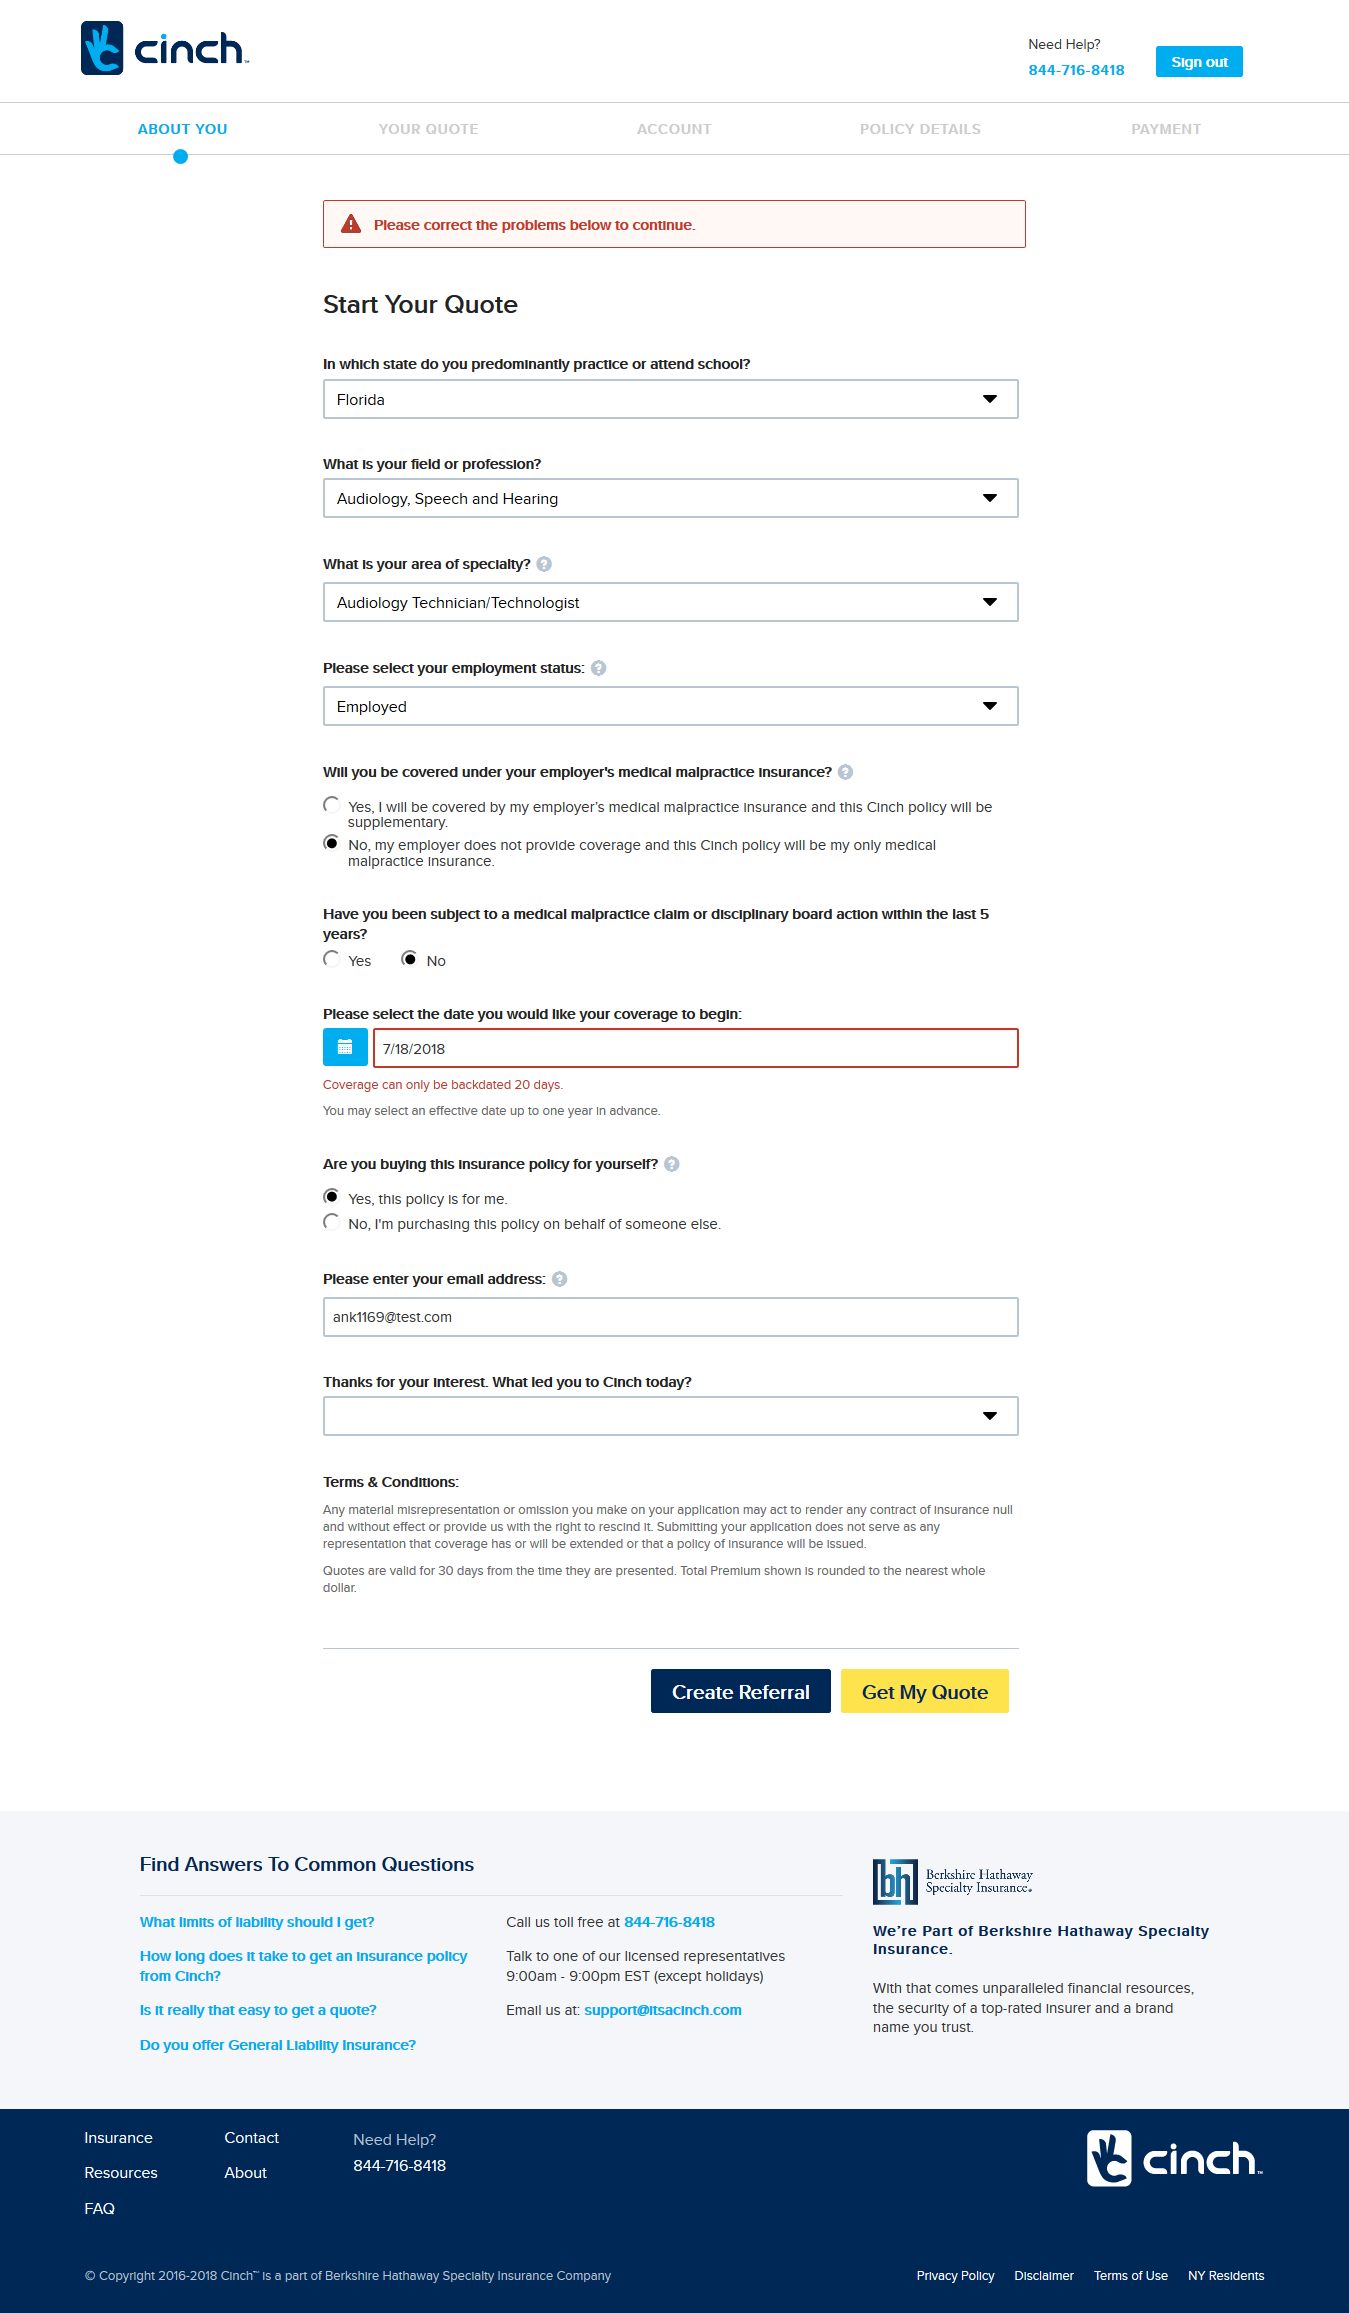 cinch™
Need Help?
844-716-8418
Sign out
ABOUT YOU
YOUR QUOTE
ACCOUNT
POLICY DETAILS
PAYMENT
Please correct the problems below to continue.
Start Your Quote
In which state do you predominantly practice or attend school?
Florida
What is your field or profession?
Audiology, Speech and Hearing
What is your area of specialty? ?
Audiology Technician/Technologist
Please select your employment status: ?
Employed
Will you be covered under your employer's medical malpractice insurance? ?
Yes, I will be covered by my employer’s medical malpractice insurance and this Cinch policy will be
supplementary.
No, my employer does not provide coverage and this Cinch policy will be my only medical
malpractice insurance.
Have you been subject to a medical malpractice claim or disciplinary board action within the last 5
years?
Yes No
Please select the date you would like your coverage to begin:
7/18/2018
Coverage can only be backdated 20 days.
You may select an effective date up to one year in advance.
Are you buying this insurance policy for yourself? ?
Yes, this policy is for me.
No, I'm purchasing this policy on behalf of someone else.
Please enter your email address: ?
ank1169@test.com
Thanks for your interest. What led you to Cinch today?
Terms & Conditions:
Any material misrepresentation or omission you make on your application may act to render any contract of insurance null
and without effect or provide us with the right to rescind it. Submitting your application does not serve as any
representation that coverage has or will be extended or that a policy of insurance will be issued.
Quotes are valid for 30 days from the time they are presented. Total Premium shown is rounded to the nearest whole
dollar.
Create Referral
Get My Quote
Find Answers To Common Questions
What limits of liability should I get?
How long does it take to get an insurance policy
from Cinch?
Is it really that easy to get a quote?
Do you offer General Liability Insurance?
Call us toll free at 844-716-8418
Talk to one of our licensed representatives
9:00am - 9:00pm EST (except holidays)
Email us at: support@itsacinch.com
bh
Berkshire Hathaway
Specialty Insurance®
We’re Part of Berkshire Hathaway Specialty
Insurance.
With that comes unparalleled financial resources,
the security of a top-rated insurer and a brand
name you trust.
Insurance
Resources
FAQ
Contact
About
Need Help?
844-716-8418
cinch™
© Copyright 2016-2018 Cinch™ is a part of Berkshire Hathaway Specialty Insurance Company
Privacy Policy
Disclaimer
Terms of Use
NY Residents